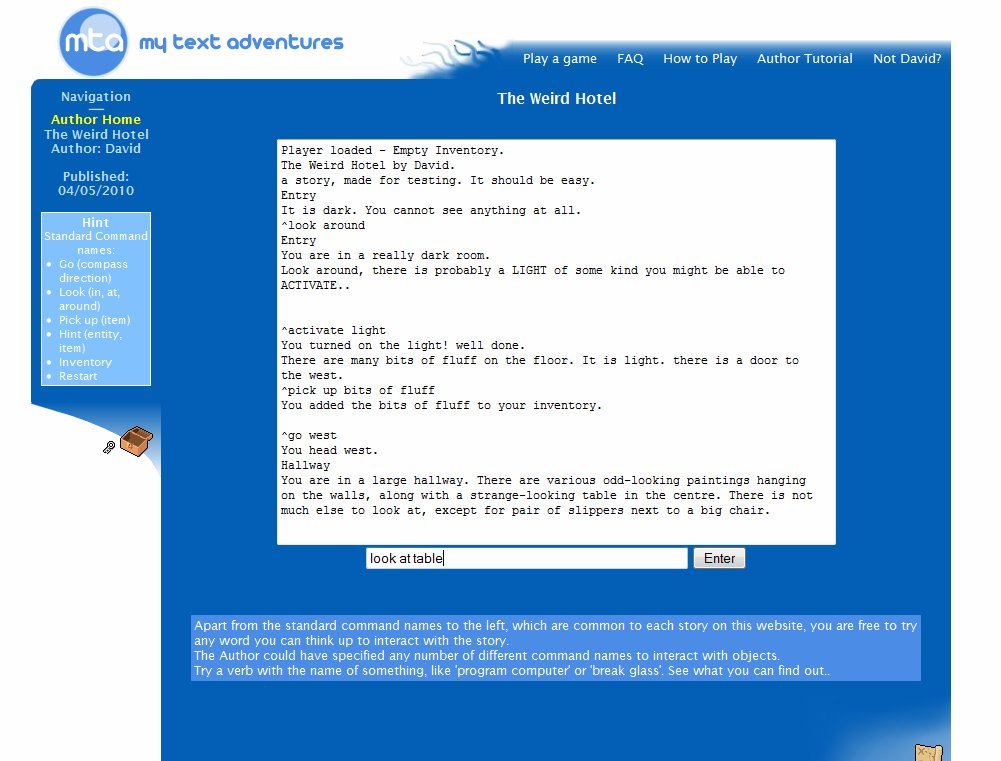 mta my text adventures
Play a game FAQ How to Play Author Tutorial Not David?
Navigation
Author Home
The Weird Hotel
Author: David
Published:
04/05/2010
Hint
Standard Command
names:
Go (compass
direction)
Look (in, at,
around)
Pick up (item)
Hint (entity,
item)
Inventory
Restart
The Weird Hotel
Player loaded - Empty Inventory.
The Weird Hotel by David.
a story, made for testing. It should be easy.
Entry
It is dark. You cannot see anything at all.
^look around
Entry
You are in a really dark room.
Look around, there is probably a LIGHT of some kind you might be able to
ACTIVATE..
^activate light
You turned on the light! well done.
There are many bits of fluff on the floor. It is light. there is a door to
the west.
^pick up bits of fluff
You added the bits of fluff to your inventory.
^go west
You head west.
Hallway
You are in a large hallway. There are various odd-looking paintings hanging
on the walls, along with a strange-looking table in the centre. There is not
much else to look at, except for pair of slippers next to a big chair.
look at table Enter
Apart from the standard command names to the left, which are common to each story on this website, you are free to try
any word you can think up to interact with the story.
The Author could have specified any number of different command names to interact with objects.
Try a verb with the name of something, like 'program computer' or 'break glass'. See what you can find out..